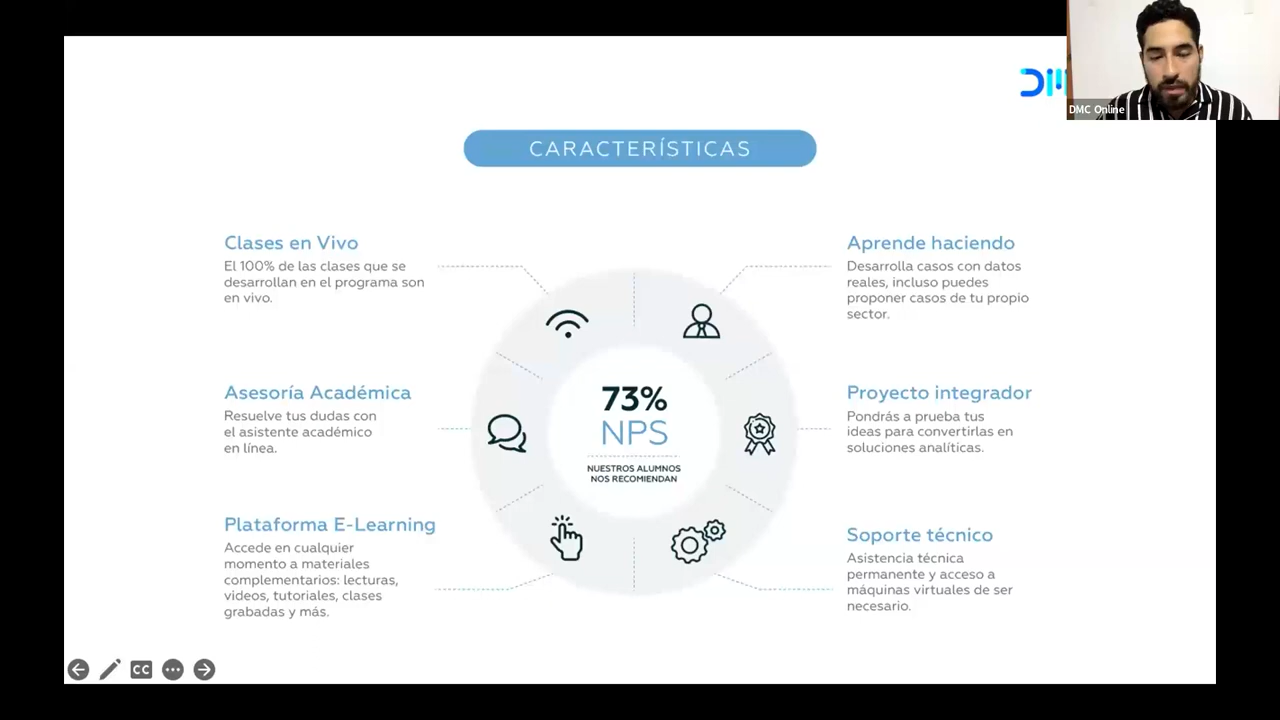 DMC Online
CARACTERÍSTICAS
Clases en Vivo
El 100% de las clases que se
desarrollan en el programa son
en vivo.
Asesoría Académica
Resuelve tus dudas con
el asistente académico
en línea.
Plataforma E-Learning
Accede en cualquier
momento a materiales
complementarios: lecturas,
videos, tutoriales, clases
grabadas y más.
73%
NPS
NUESTROS ALUMNOS
NOS RECOMIENDAN
Aprende haciendo
Desarrolla casos con datos
reales, incluso puedes
proponer casos de tu propio
sector.
Proyecto integrador
Pondrás a prueba tus
ideas para convertirlas en
soluciones analíticas.
Soporte técnico
Asistencia técnica
permanente y acceso a
máquinas virtuales de ser
necesario.
CC